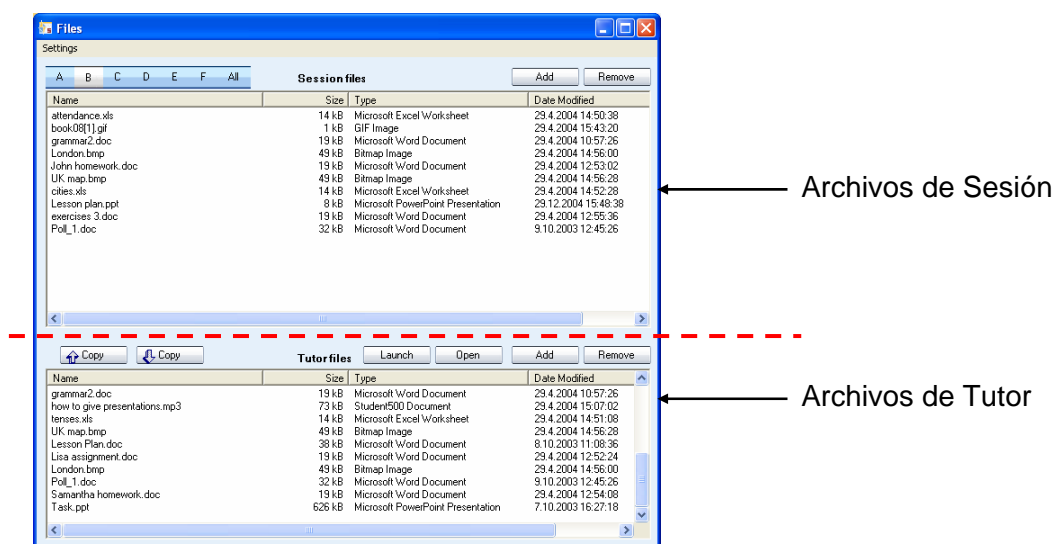 Files
Settings
A B C D E F All Session files Add Remove
Name Size Type Date Modified
attendance.xls 14 kB Microsoft Excel Worksheet 29.4.2004 14:50:38
book08[1].gif 1 kB GIF Image 29.4.2004 15:43:20
grammar2.doc 19 kB Microsoft Word Document 29.4.2004 10:57:26
London.bmp 49 kB Bitmap Image 29.4.2004 14:56:00
John homework.doc 19 kB Microsoft Word Document 29.4.2004 12:53:02
UK map.bmp 49 kB Bitmap Image 29.4.2004 14:56:28
cities.xls 14 kB Microsoft Excel Worksheet 29.4.2004 14:52:28
Lesson plan.ppt 8 kB Microsoft PowerPoint Presentation 29.12.2004 15:48:38
exercises 3.doc 19 kB Microsoft Word Document 29.4.2004 12:55:36
Poll_1.doc 32 kB Microsoft Word Document 9.10.2003 12:45:26
Archivos de Sesión
Copy Copy Tutor files Launch Open Add Remove
Name Size Type Date Modified
grammar2.doc 19 kB Microsoft Word Document 29.4.2004 10:57:26
how to give presentations.mp3 73 kB Student500 Document 29.4.2004 15:07:02
tenses.xls 14 kB Microsoft Excel Worksheet 29.4.2004 14:51:08
UK map.bmp 49 kB Bitmap Image 29.4.2004 14:56:28
Lesson Plan.doc 38 kB Microsoft Word Document 8.10.2003 11:08:36
Lisa assignment.doc 19 kB Microsoft Word Document 29.4.2004 12:52:24
London.bmp 49 kB Bitmap Image 29.4.2004 14:56:00
Poll_1.doc 32 kB Microsoft Word Document 9.10.2003 12:45:26
Samantha homework.doc 19 kB Microsoft Word Document 29.4.2004 12:54:08
Task.ppt 626 kB Microsoft PowerPoint Presentation 7.10.2003 16:27:18
Archivos de Tutor